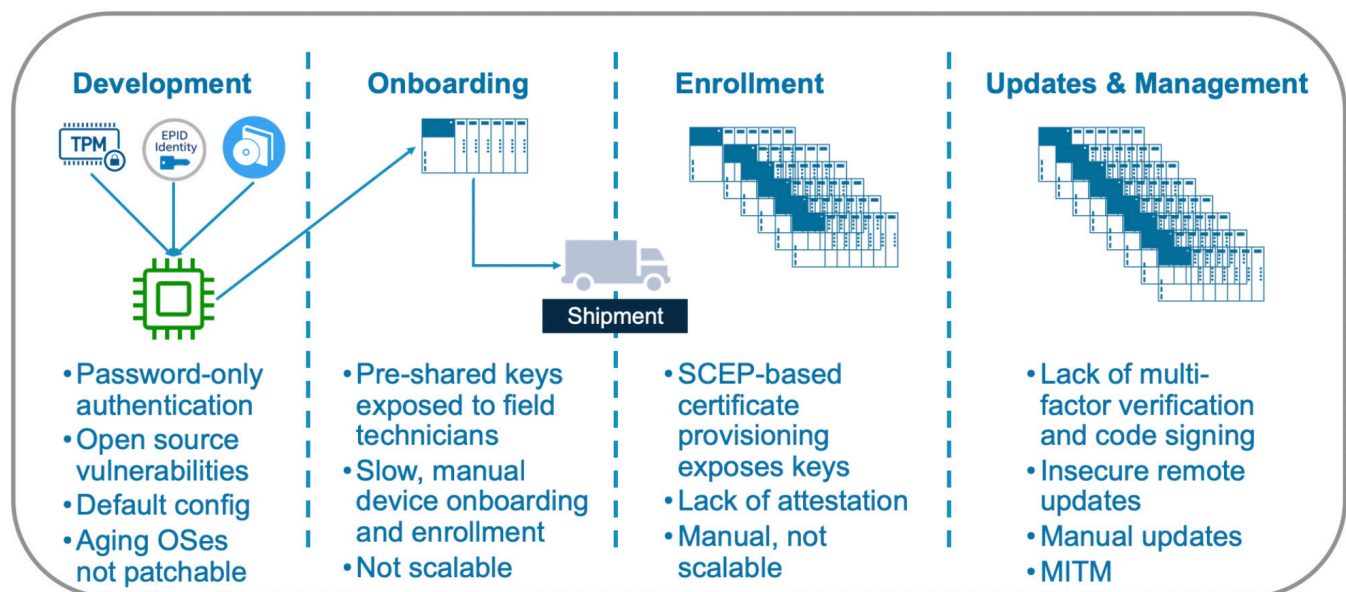 Development
TPM
EPID
Identity
• Password-only
authentication
• Open source
vulnerabilities
• Default config
• Aging OSes
not patchable
Onboarding
Shipment
• Pre-shared keys
exposed to field
technicians
• Slow, manual
device onboarding
and enrollment
• Not scalable
Enrollment
• SCEP-based
certificate
provisioning
exposes keys
• Lack of attestation
• Manual, not
scalable
Updates & Management
• Lack of multi-
factor verification
and code signing
• Insecure remote
updates
• Manual updates
• MITM